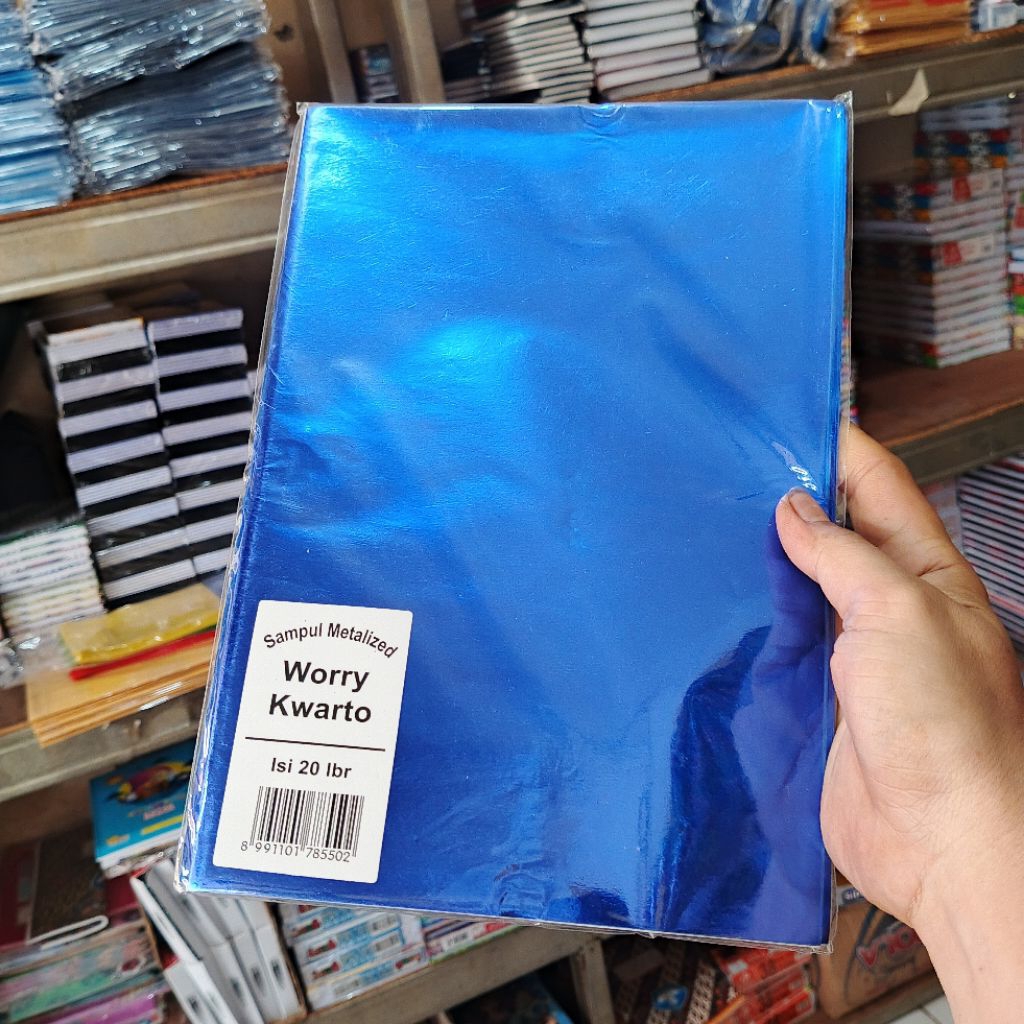 Sampul Metalized
Worry
Kwarto
Isi 20 lbr
8 991101 785502